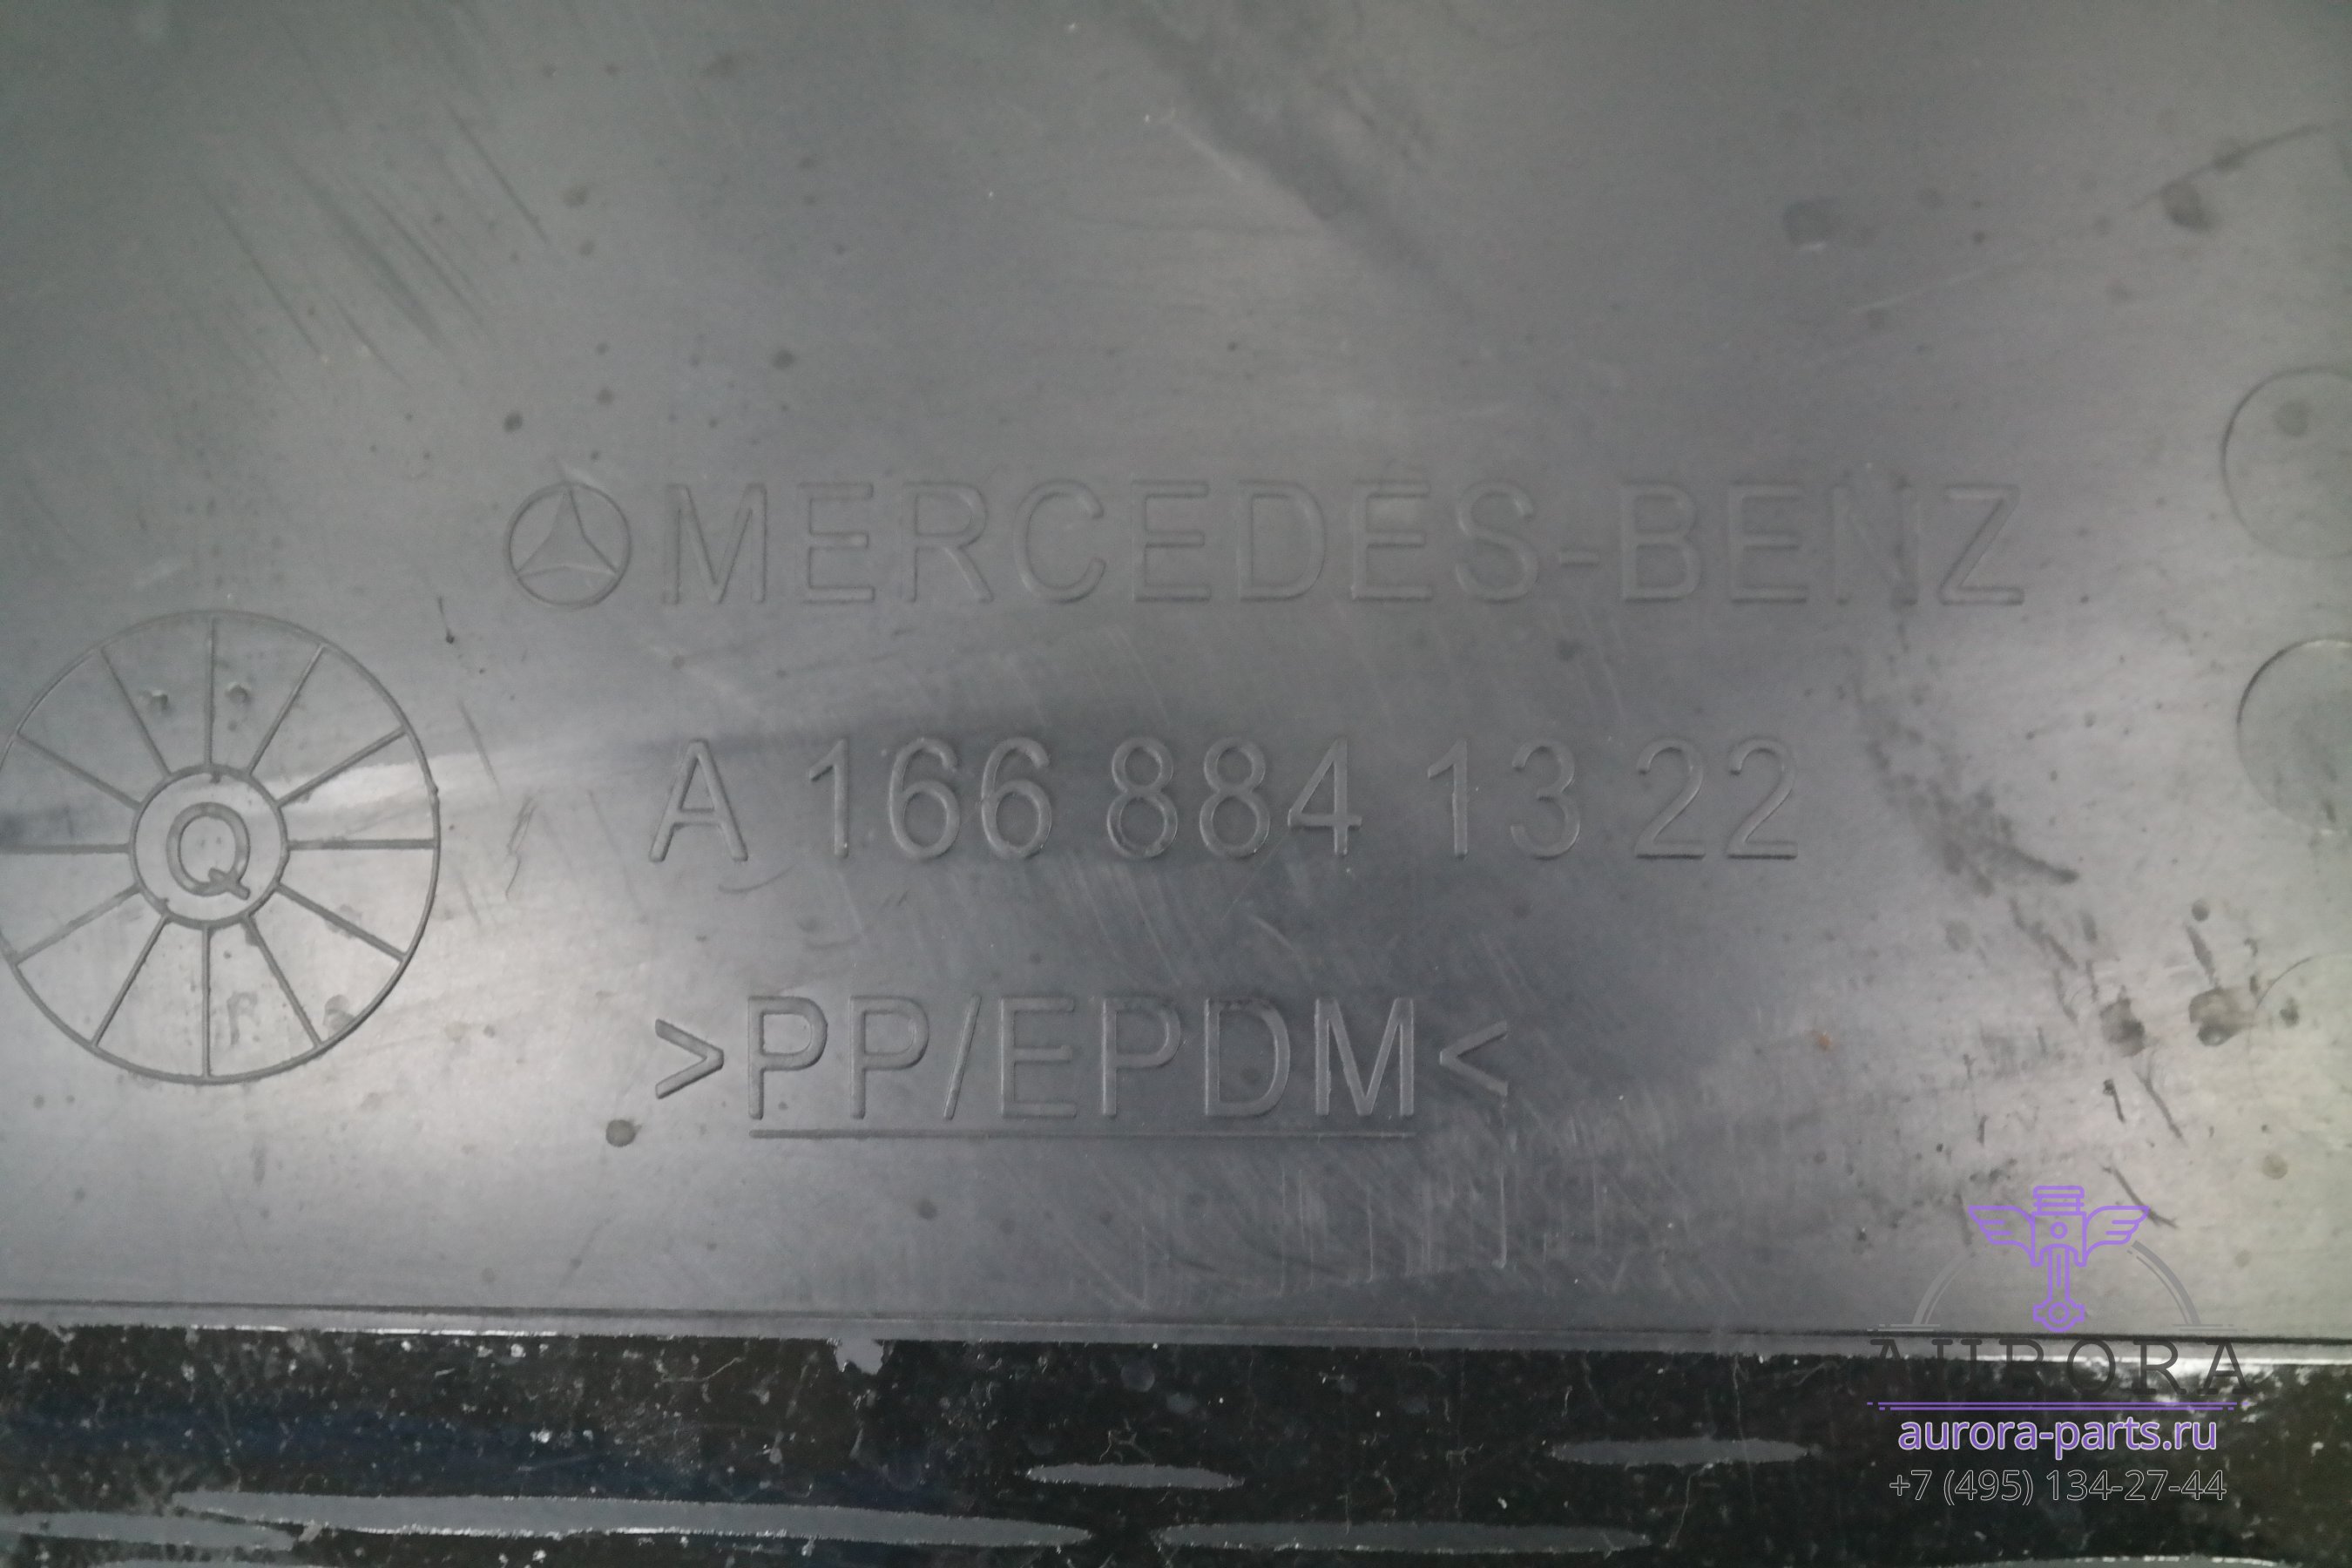 MERCEDES-BENZ
Q
A 166 884 13 22
>PP/EPDM<
AURORA
aurora-parts.ru
+7 (495) 134-27-44